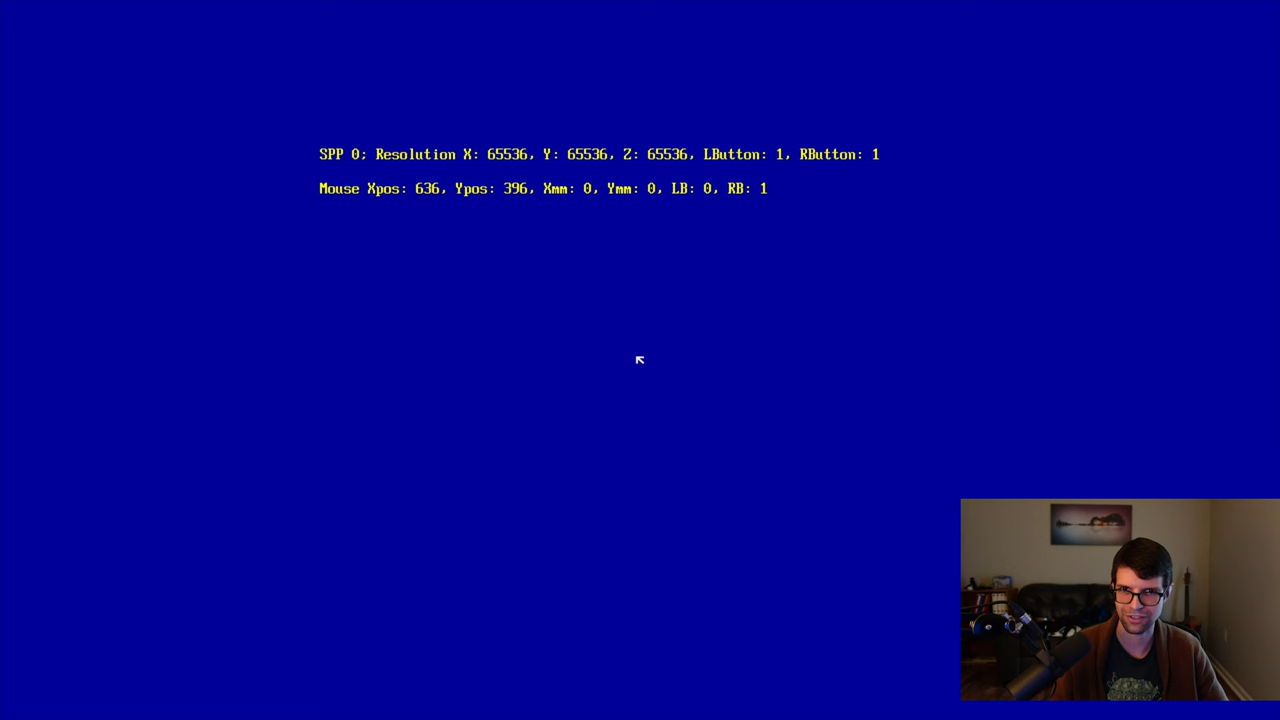 SPP 0; Resolution X: 65536, Y: 65536, Z: 65536, LButton: 1, RButton: 1
Mouse Xpos: 636, Ypos: 396, Xmm: 0, Ymm: 0, LB: 0, RB: 1